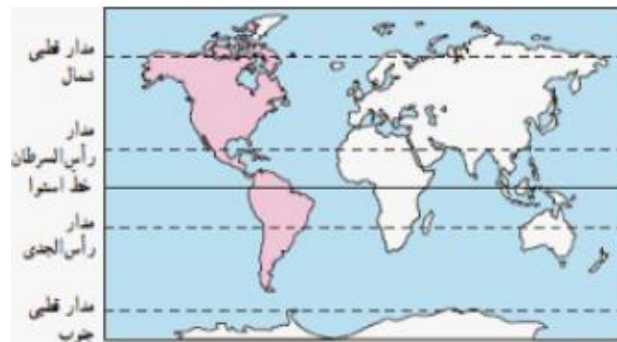 مدار قطبی
شمال
مدار
رأس‌السرطان
خطّ استوا
مدار
رأس‌الجدی
مدار قطبی
جنوب